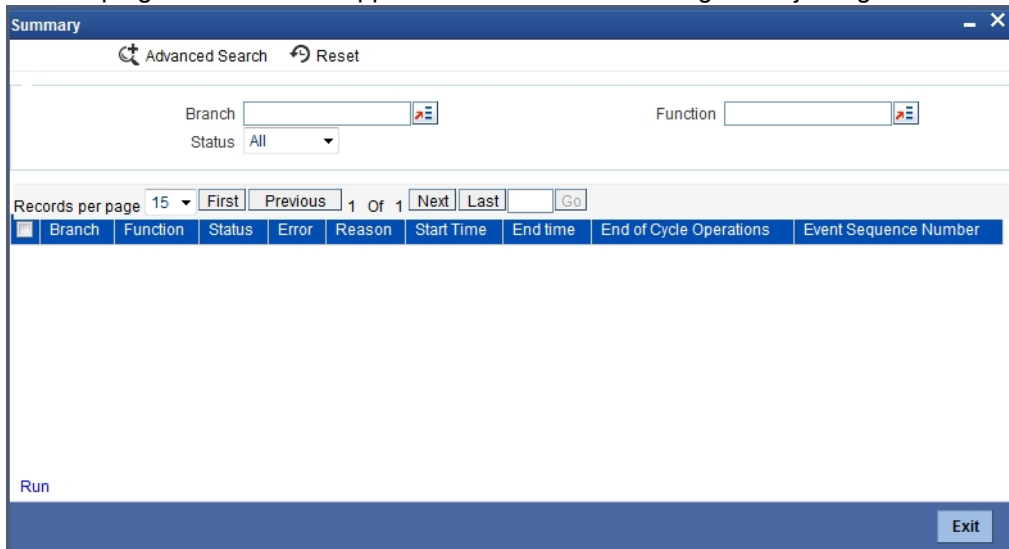 Summary
Advanced Search Reset
Branch Function
Status All
Records per page 15 First Previous 1 Of 1 Next Last Go
Branch Function Status Error Reason Start Time End time End of Cycle Operations Event Sequence Number
Run
Exit